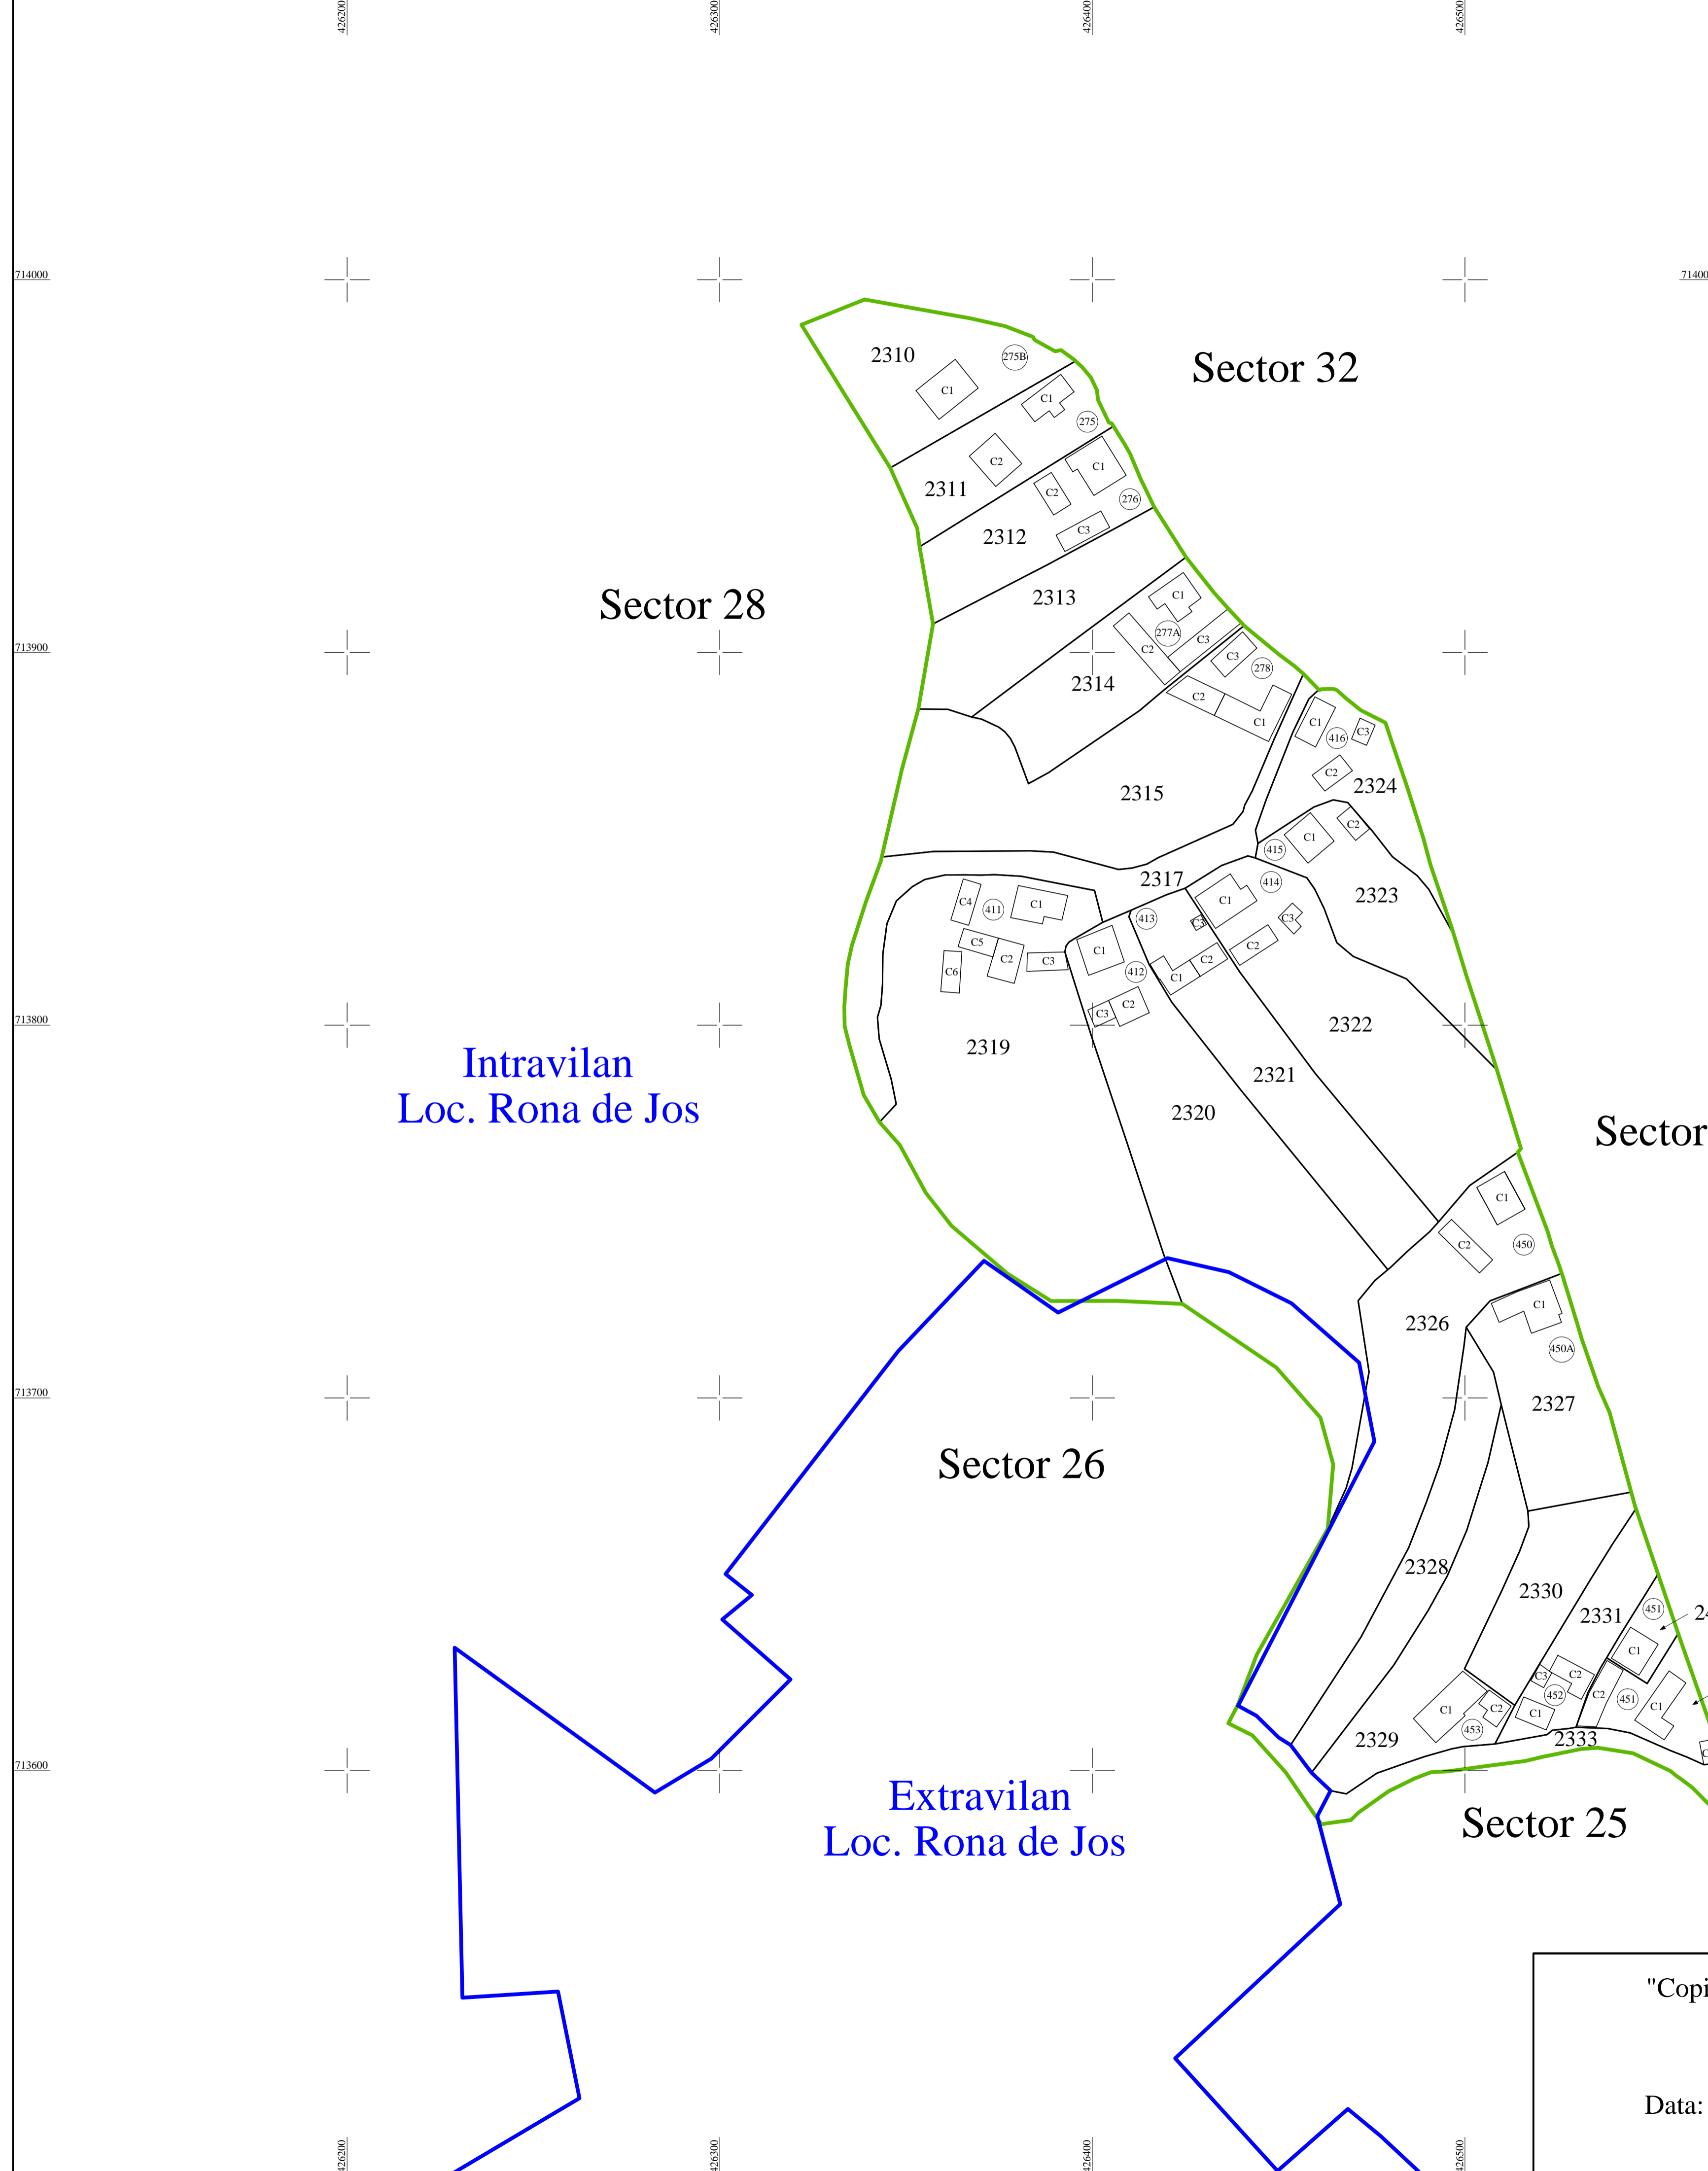 426200
426300
426400
426500
714000
2310
275B
C1
Sector 32
C1
275
C2
2311
C1
C2
276
2312
C3
2313
C1
Sector 28
277A
C3
C2
713900
2314
C3
278
C2
C1
C1
416
C3
C2
2324
2315
C2
C1
415
2317
414
2323
C4
411
C1
413
C1
C3
C3
C5
C2
C3
C6
C1
412
C1
C2
C2
C3
C2
713800
2319
2322
2321
2320
Intravilan
Loc. Rona de Jos
Sector
C1
C2
450
2326
C1
450A
713700
2327
Sector 26
2328
2330
2331
451
C1
C3
C2
452
C2
451
C1
C1
C2
C1
453
2329
2333
713600
Extravilan
Loc. Rona de Jos
Sector 25
Data:
426200
426300
426400
426500